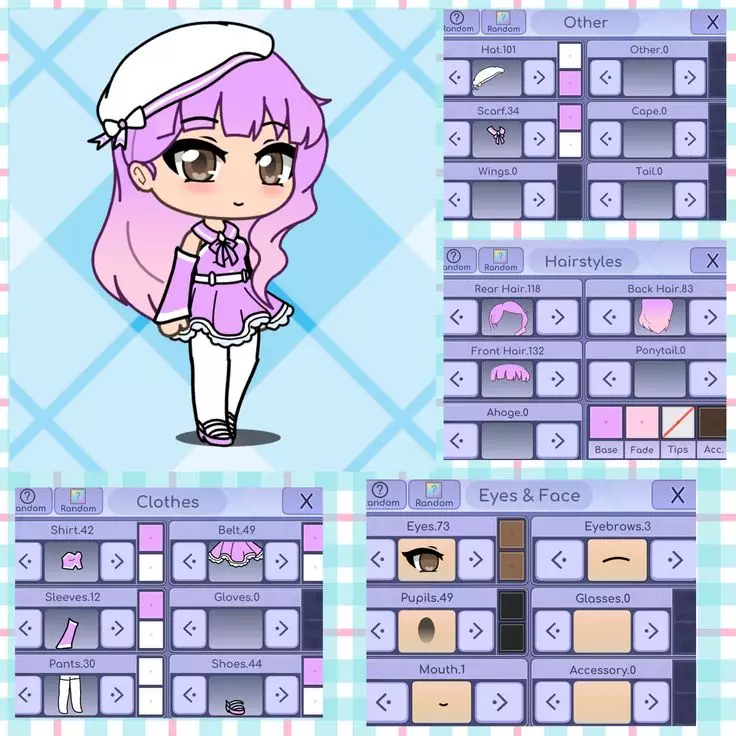 ? ? Other X
Random Random
Hat.101 Other.0
Scarf.34 Cape.0
Wings.0 Tail.0
? ? Hairstyles X
andom Random
Rear Hair.118 Back Hair.83
Front Hair.132 Ponytail.0
Ahoge.0
Base Fade Tips Acc.
? ? Clothes X
andom Random
Shirt.42 Belt.49
Sleeves.12 Gloves.0
Pants.30 Shoes.44
? ? Eyes & Face X
andom Random
Eyes.73 Eyebrows.3
Pupils.49 Glasses.0
Mouth.1 Accessory.0